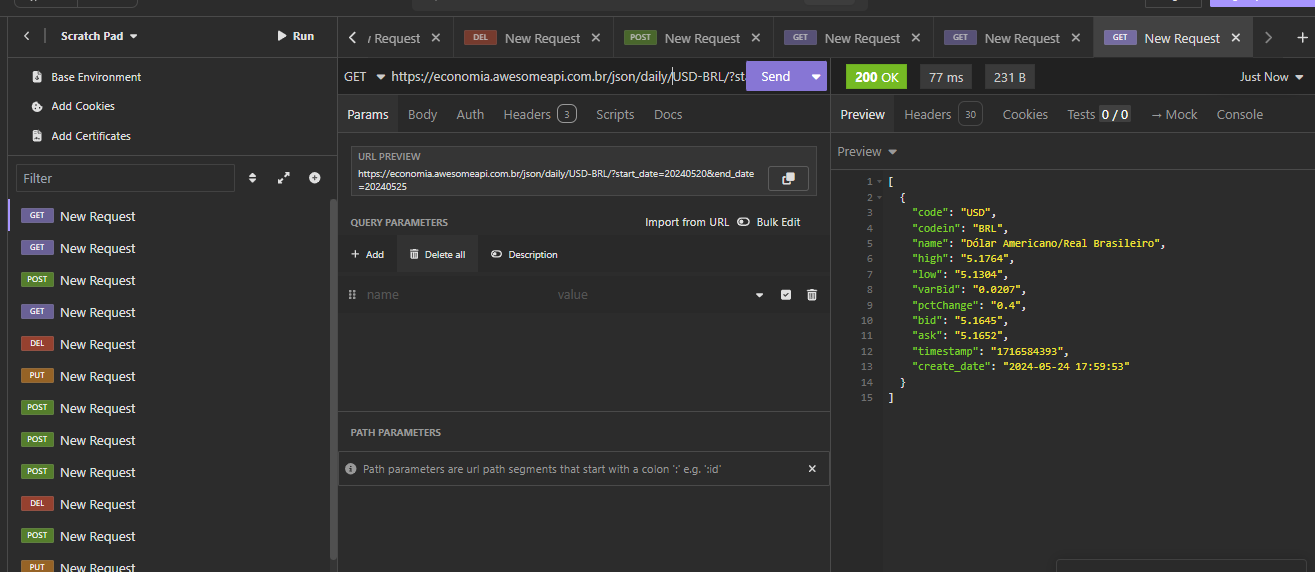 Scratch Pad
Run
Base Environment
Add Cookies
Add Certificates
Filter
GET New Request
GET New Request
POST New Request
GET New Request
DEL New Request
PUT New Request
POST New Request
POST New Request
POST New Request
DEL New Request
POST New Request
PUT New Request
Request
DEL New Request
POST New Request
GET New Request
GET New Request
GET New Request
GET https://economia.awesomeapi.com.br/json/daily/USD-BRL/?sta
Send
Params Body Auth Headers 3 Scripts Docs
URL PREVIEW
https://economia.awesomeapi.com.br/json/daily/USD-BRL/?start_date=20240520&end_date
=20240525
QUERY PARAMETERS
Import from URL
Bulk Edit
+ Add
Delete all
Description
name
value
PATH PARAMETERS
Path parameters are url path segments that start with a colon ':' e.g. ':id'
200 OK
77 ms
231 B
Just Now
Preview Headers 30 Cookies Tests 0 / 0 → Mock Console
Preview
1 [
2 {
3 "code": "USD",
4 "codein": "BRL",
5 "name": "Dólar Americano/Real Brasileiro",
6 "high": "5.1764",
7 "low": "5.1304",
8 "varBid": "0.0207",
9 "pctChange": "0.4",
10 "bid": "5.1645",
11 "ask": "5.1652",
12 "timestamp": "1716584393",
13 "create_date": "2024-05-24 17:59:53"
14 }
15 ]